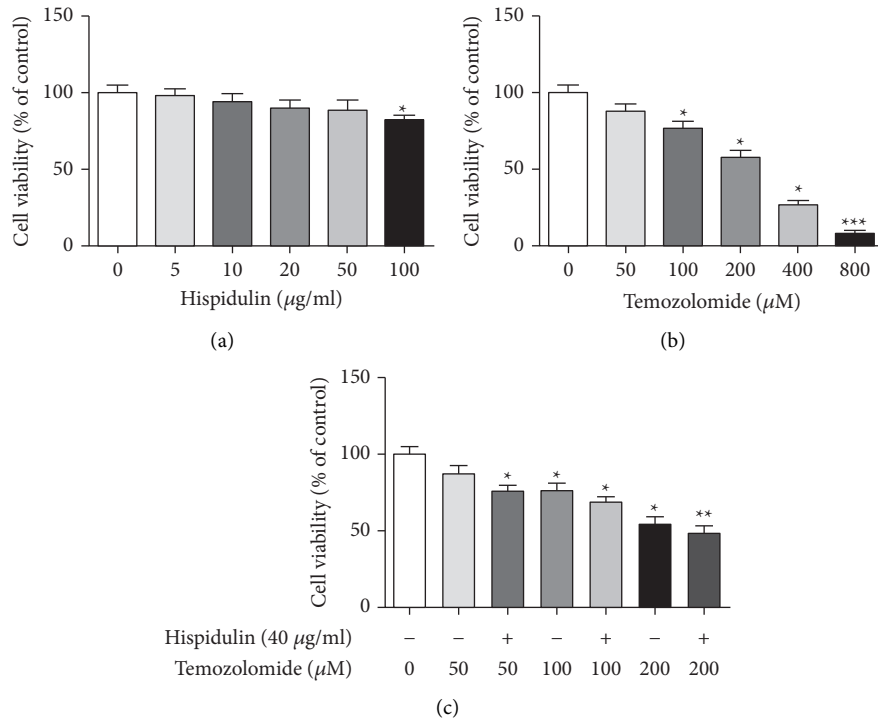 150
100
50
0
Cell viability (% of control)
*
0 5 10 20 50 100
Hispidulin (μg/ml)
(a)
150
100
50
0
Cell viability (% of control)
*
*
*
***
0 50 100 200 400 800
Temozolomide (μM)
(b)
150
100
50
0
Cell viability (% of control)
* * * * **
Hispidulin (40 μg/ml) − − + − + − +
Temozolomide (μM) 0 50 50 100 100 200 200
(c)